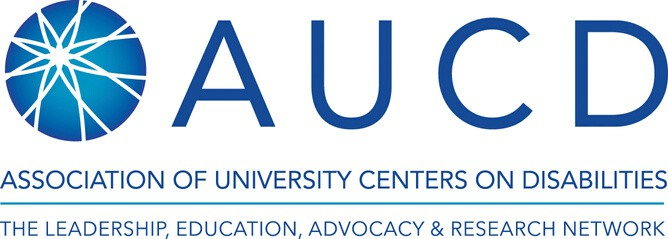 AUCD
ASSOCIATION OF UNIVERSITY CENTERS ON DISABILITIES
THE LEADERSHIP, EDUCATION, ADVOCACY & RESEARCH NETWORK